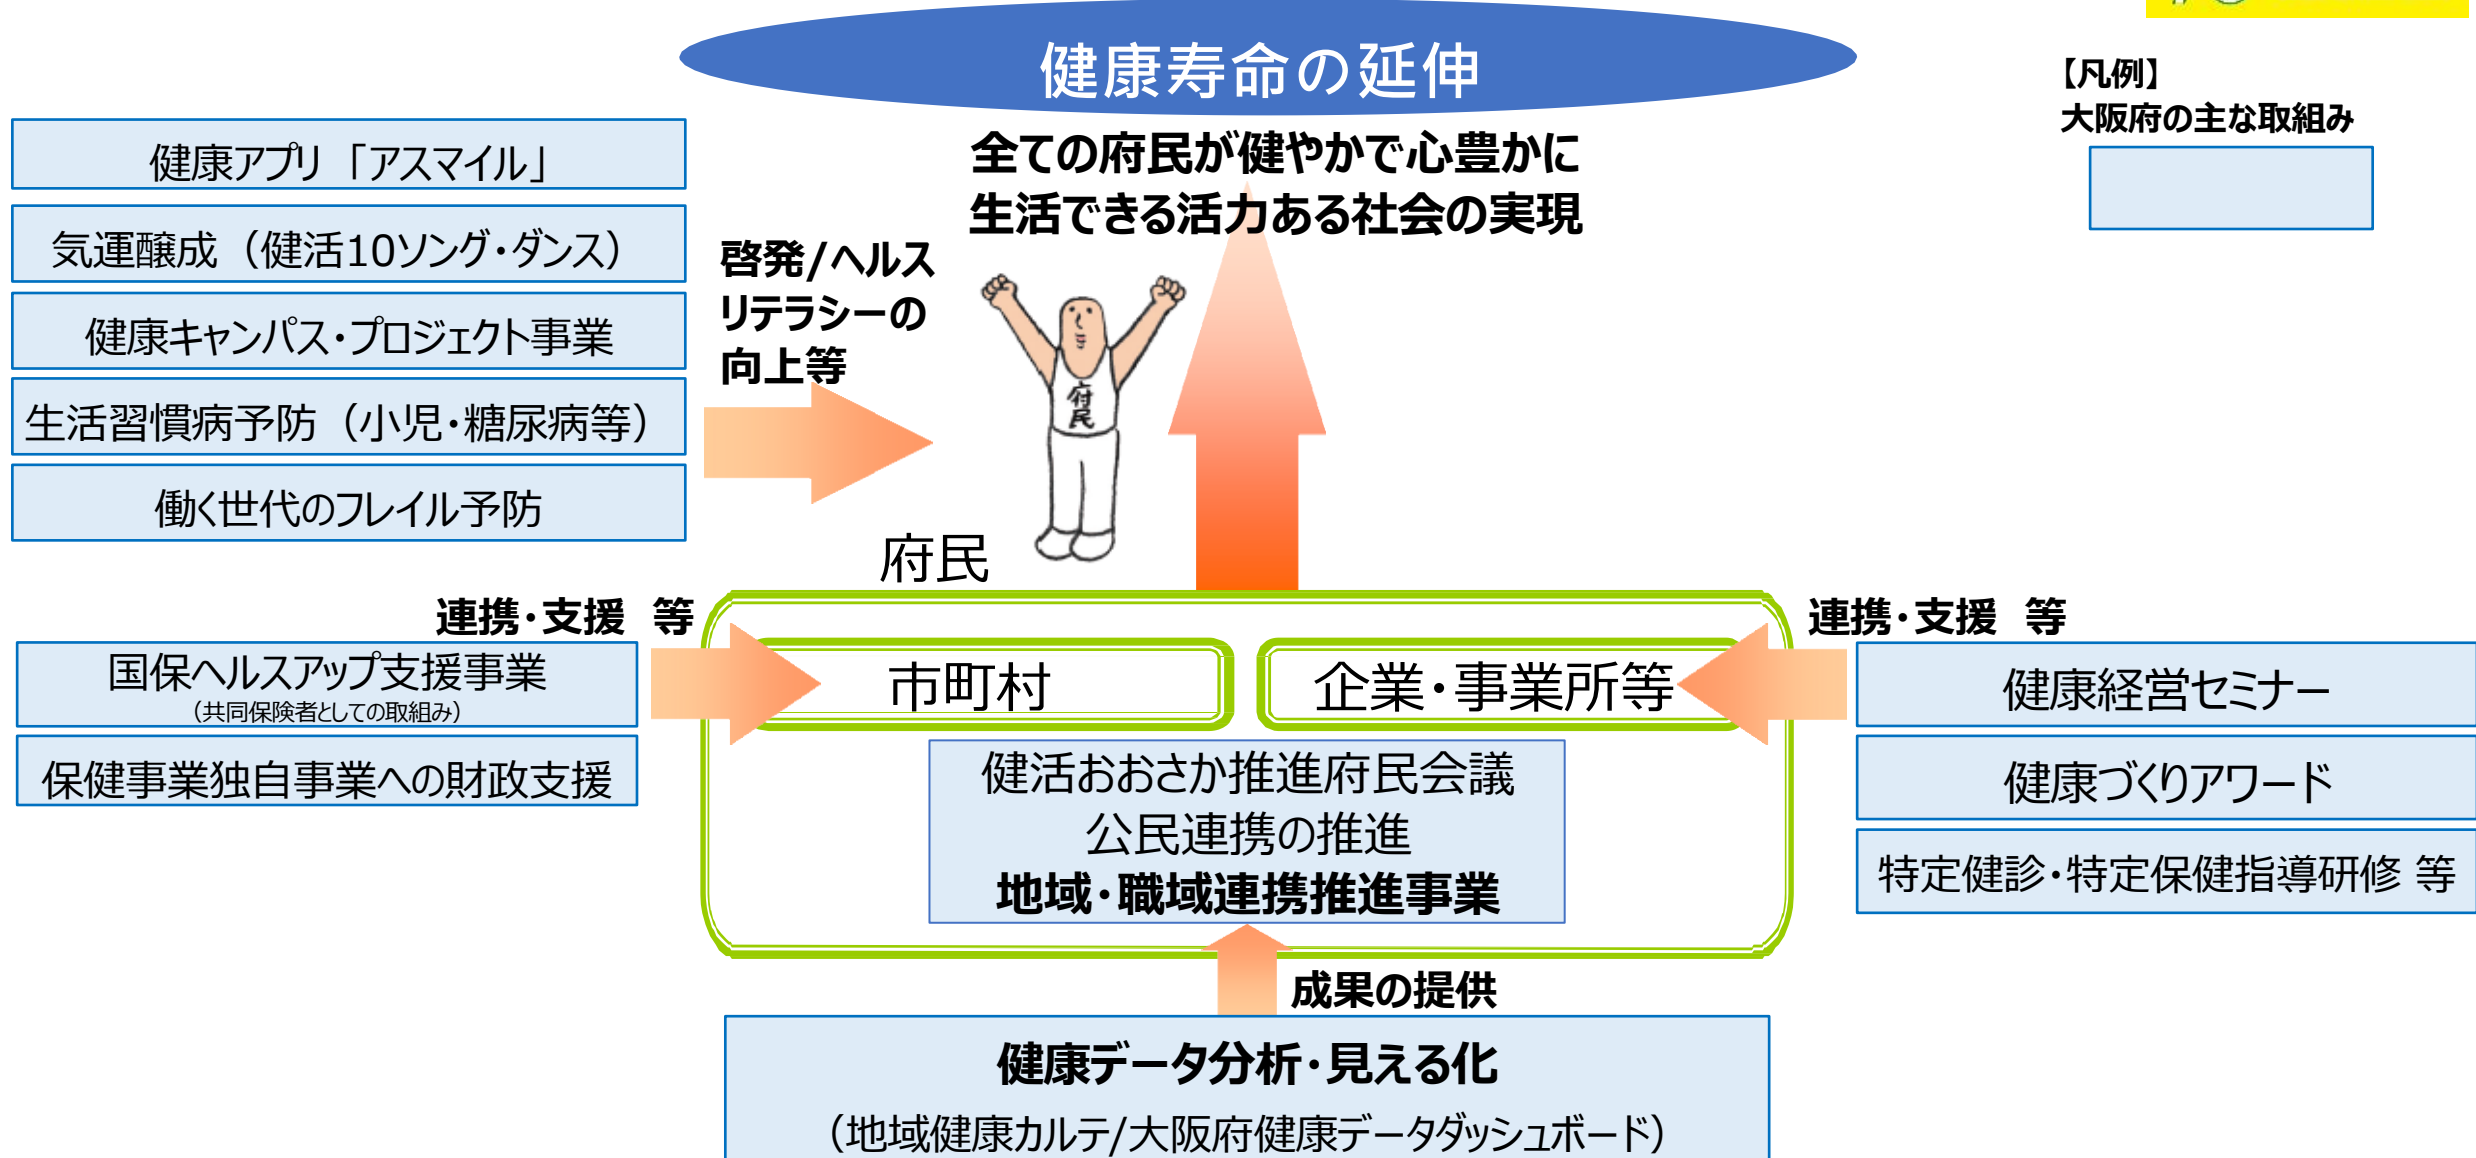 健康寿命の延伸
【凡例】
大阪府の主な取組み
全ての府民が健やかで心豊かに
生活できる活力ある社会の実現
健康アプリ「アスマイル」
気運醸成（健活10ソング・ダンス）
健康キャンパス・プロジェクト事業
生活習慣病予防（小児・糖尿病等）
働く世代のフレイル予防
啓発/ヘルス
リテラシーの
向上等
府民
府民
連携・支援 等
国保ヘルスアップ支援事業
（共同保険者としての取組み）
保健事業独自事業への財政支援
市町村
企業・事業所等
連携・支援 等
健康経営セミナー
健康づくりアワード
特定健診・特定保健指導研修 等
健活おおさか推進府民会議
公民連携の推進
地域・職域連携推進事業
成果の提供
健康データ分析・見える化
（地域健康カルテ/大阪府健康データダッシュボード）